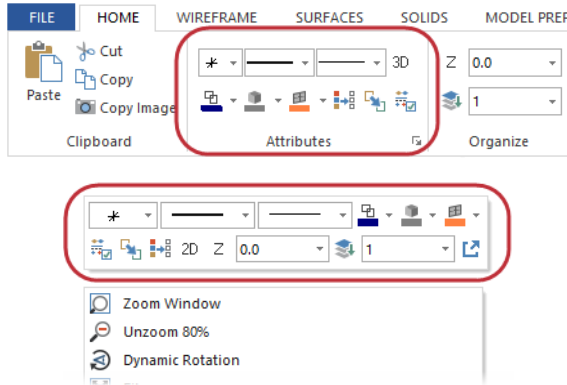 FILE HOME WIREFRAME SURFACES SOLIDS MODEL PREP
Cut
3D Z 0.0
Copy
Paste
Copy Image
1
Clipboard Attributes Organize
2D Z 0.0 1
Zoom Window
Unzoom 80%
Dynamic Rotation